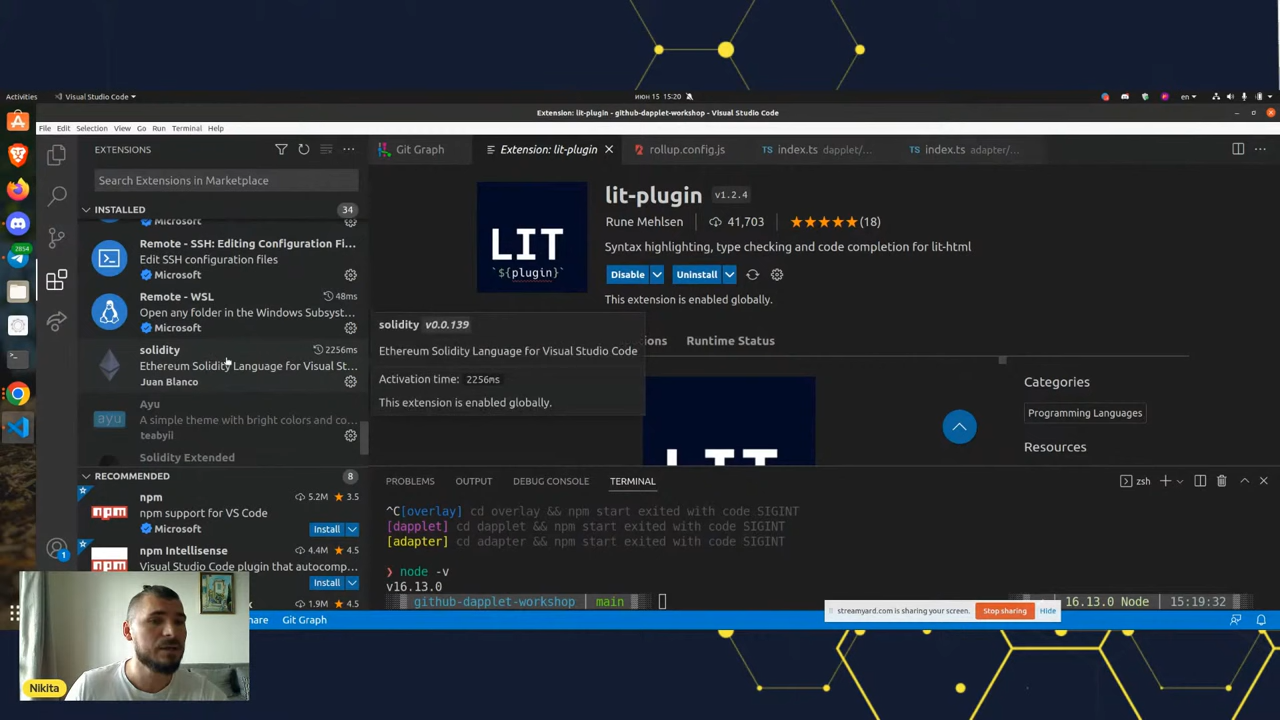 Activities
Visual Studio Code
июн 15 15:20
en
Extension: lit-plugin - github-dapplet-workshop - Visual Studio Code
File Edit Selection View Go Run Terminal Help
EXTENSIONS
Git Graph
Extension: lit-plugin
rollup.config.js
TS index.ts dapplet/...
TS index.ts adapter/...
Search Extensions in Marketplace
INSTALLED 34
Microsoft
Remote - SSH: Editing Configuration Fi...
Edit SSH configuration files
Microsoft
Remote - WSL 48ms
Open any folder in the Windows Subsyst...
Microsoft
solidity 2256ms
Ethereum Solidity Language for Visual St...
Juan Blanco
ayu
Ayu
A simple theme with bright colors and co...
teabyii
Solidity Extended
RECOMMENDED 8
npm 5.2M 3.5
npm support for VS Code
Microsoft Install
npm Intellisense 4.4M 4.5
Visual Studio Code plugin that autocomp...
Install
1.9M 4.5
LIT
`${plugin}`
lit-plugin v1.2.4
Rune Mehlsen 41,703 (18)
Syntax highlighting, type checking and code completion for lit-html
Disable Uninstall
This extension is enabled globally.
solidity v0.0.139
Ethereum Solidity Language for Visual Studio Code
Activation time: 2256ms
This extension is enabled globally.
Runtime Status
LIT
Categories
Programming Languages
Resources
PROBLEMS OUTPUT DEBUG CONSOLE TERMINAL
zsh
^C[overlay] cd overlay && npm start exited with code SIGINT
[dapplet] cd dapplet && npm start exited with code SIGINT
[adapter] cd adapter && npm start exited with code SIGINT
❯ node -v
v16.13.0
github-dapplet-workshop | main
16.13.0 Node | 15:19:32
streamyard.com is sharing your screen. Stop sharing Hide
Git Graph
2854
1
Nikita